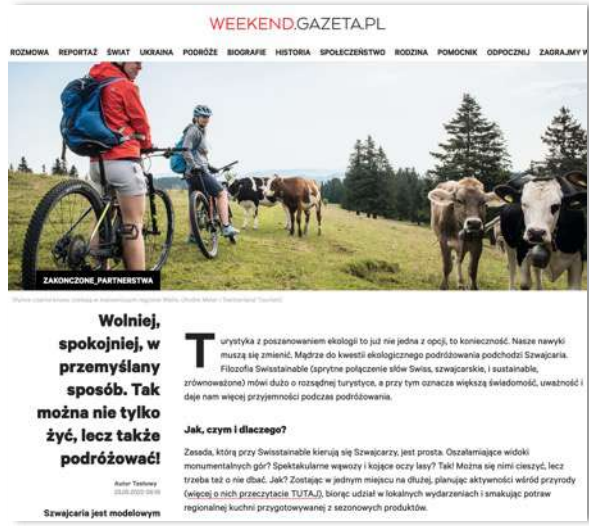 WEEKEND.GAZETA.PL
ROZMOWA REPORTAŻ ŚWIAT UKRAINA PODRÓŻE BIOGRAFIE HISTORIA SPOŁECZEŃSTWO RODZINA POMOCNIK ODPOCZNIJ ZAGRAJMY W
ZAKONCZONE_PARTNERSTWA
Wolniej,
spokojniej, w
przemyślany
sposób. Tak
można nie tylko
żyć, lecz także
podróżować!
Autor Testowy
Szwajcaria jest modelowym
Turystyka z poszanowaniem ekologii to już nie jedna z opcji, to konieczność. Nasze nawyki
muszą się zmienić. Mądrze do kwestii ekologicznego podróżowania podchodzi Szwajcaria.
Filozofia Swisstainable (sprytne połączenie słów Swiss, szwajcarskie, i sustainable,
zrównoważone) mówi dużo o rozsądnej turystyce, a przy tym oznacza większą świadomość, uważność i
daje nam więcej przyjemności podczas podróżowania.
Jak, czym i dlaczego?
Zasada, którą przy Swisstainable kierują się Szwajcarzy, jest prosta. Oszałamiające widoki
monumentalnych gór? Spektakularne wąwozy i kojące oczy lasy? Tak! Można się nimi cieszyć, lecz
trzeba też o nie dbać. Jak? Zostając w jednym miejscu na dłużej, planując aktywności wśród przyrody
(więcej o nich przeczytacie TUTAJ), biorąc udział w lokalnych wydarzeniach i smakując potraw
regionalnej kuchni przygotowywanej z sezonowych produktów.